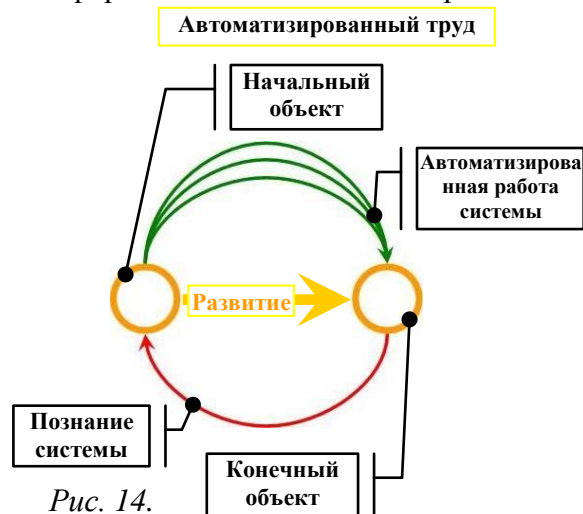 Автоматизированный труд
Начальный
объект
Автоматизирова
нная работа
системы
Развитие
Познание
системы
Конечный
объект
Рис. 14.